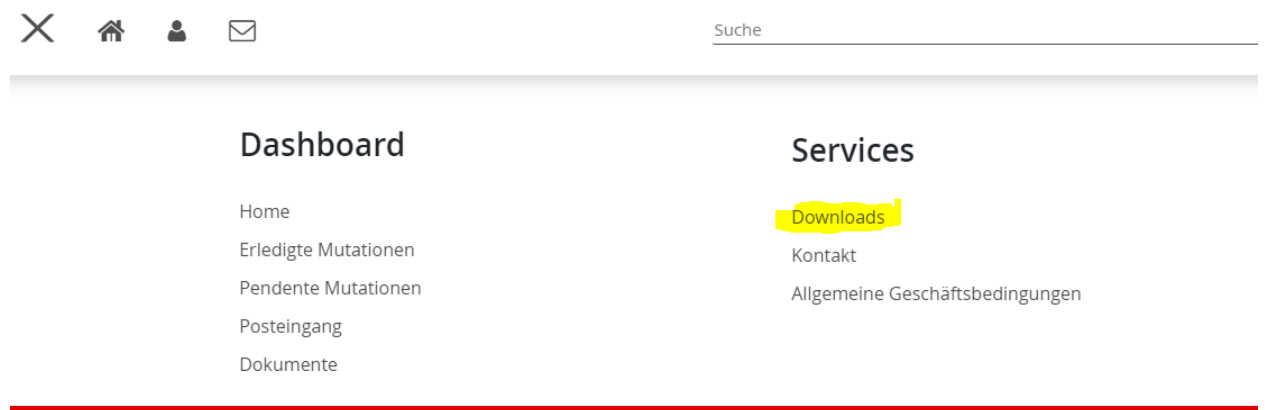 Suche
Dashboard
Home
Erledigte Mutationen
Pendente Mutationen
Posteingang
Dokumente
Services
Downloads
Kontakt
Allgemeine Geschäftsbedingungen